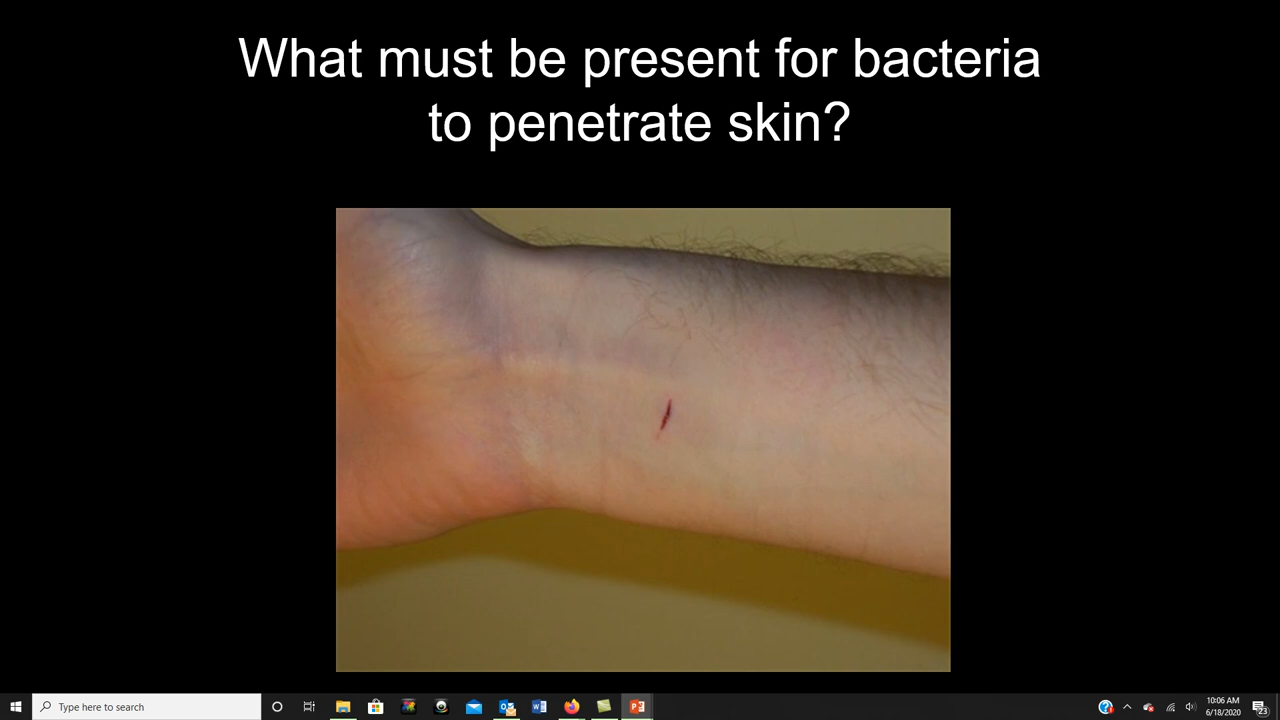 What must be present for bacteria
to penetrate skin?
Type here to search
10:06 AM
6/18/2020
23